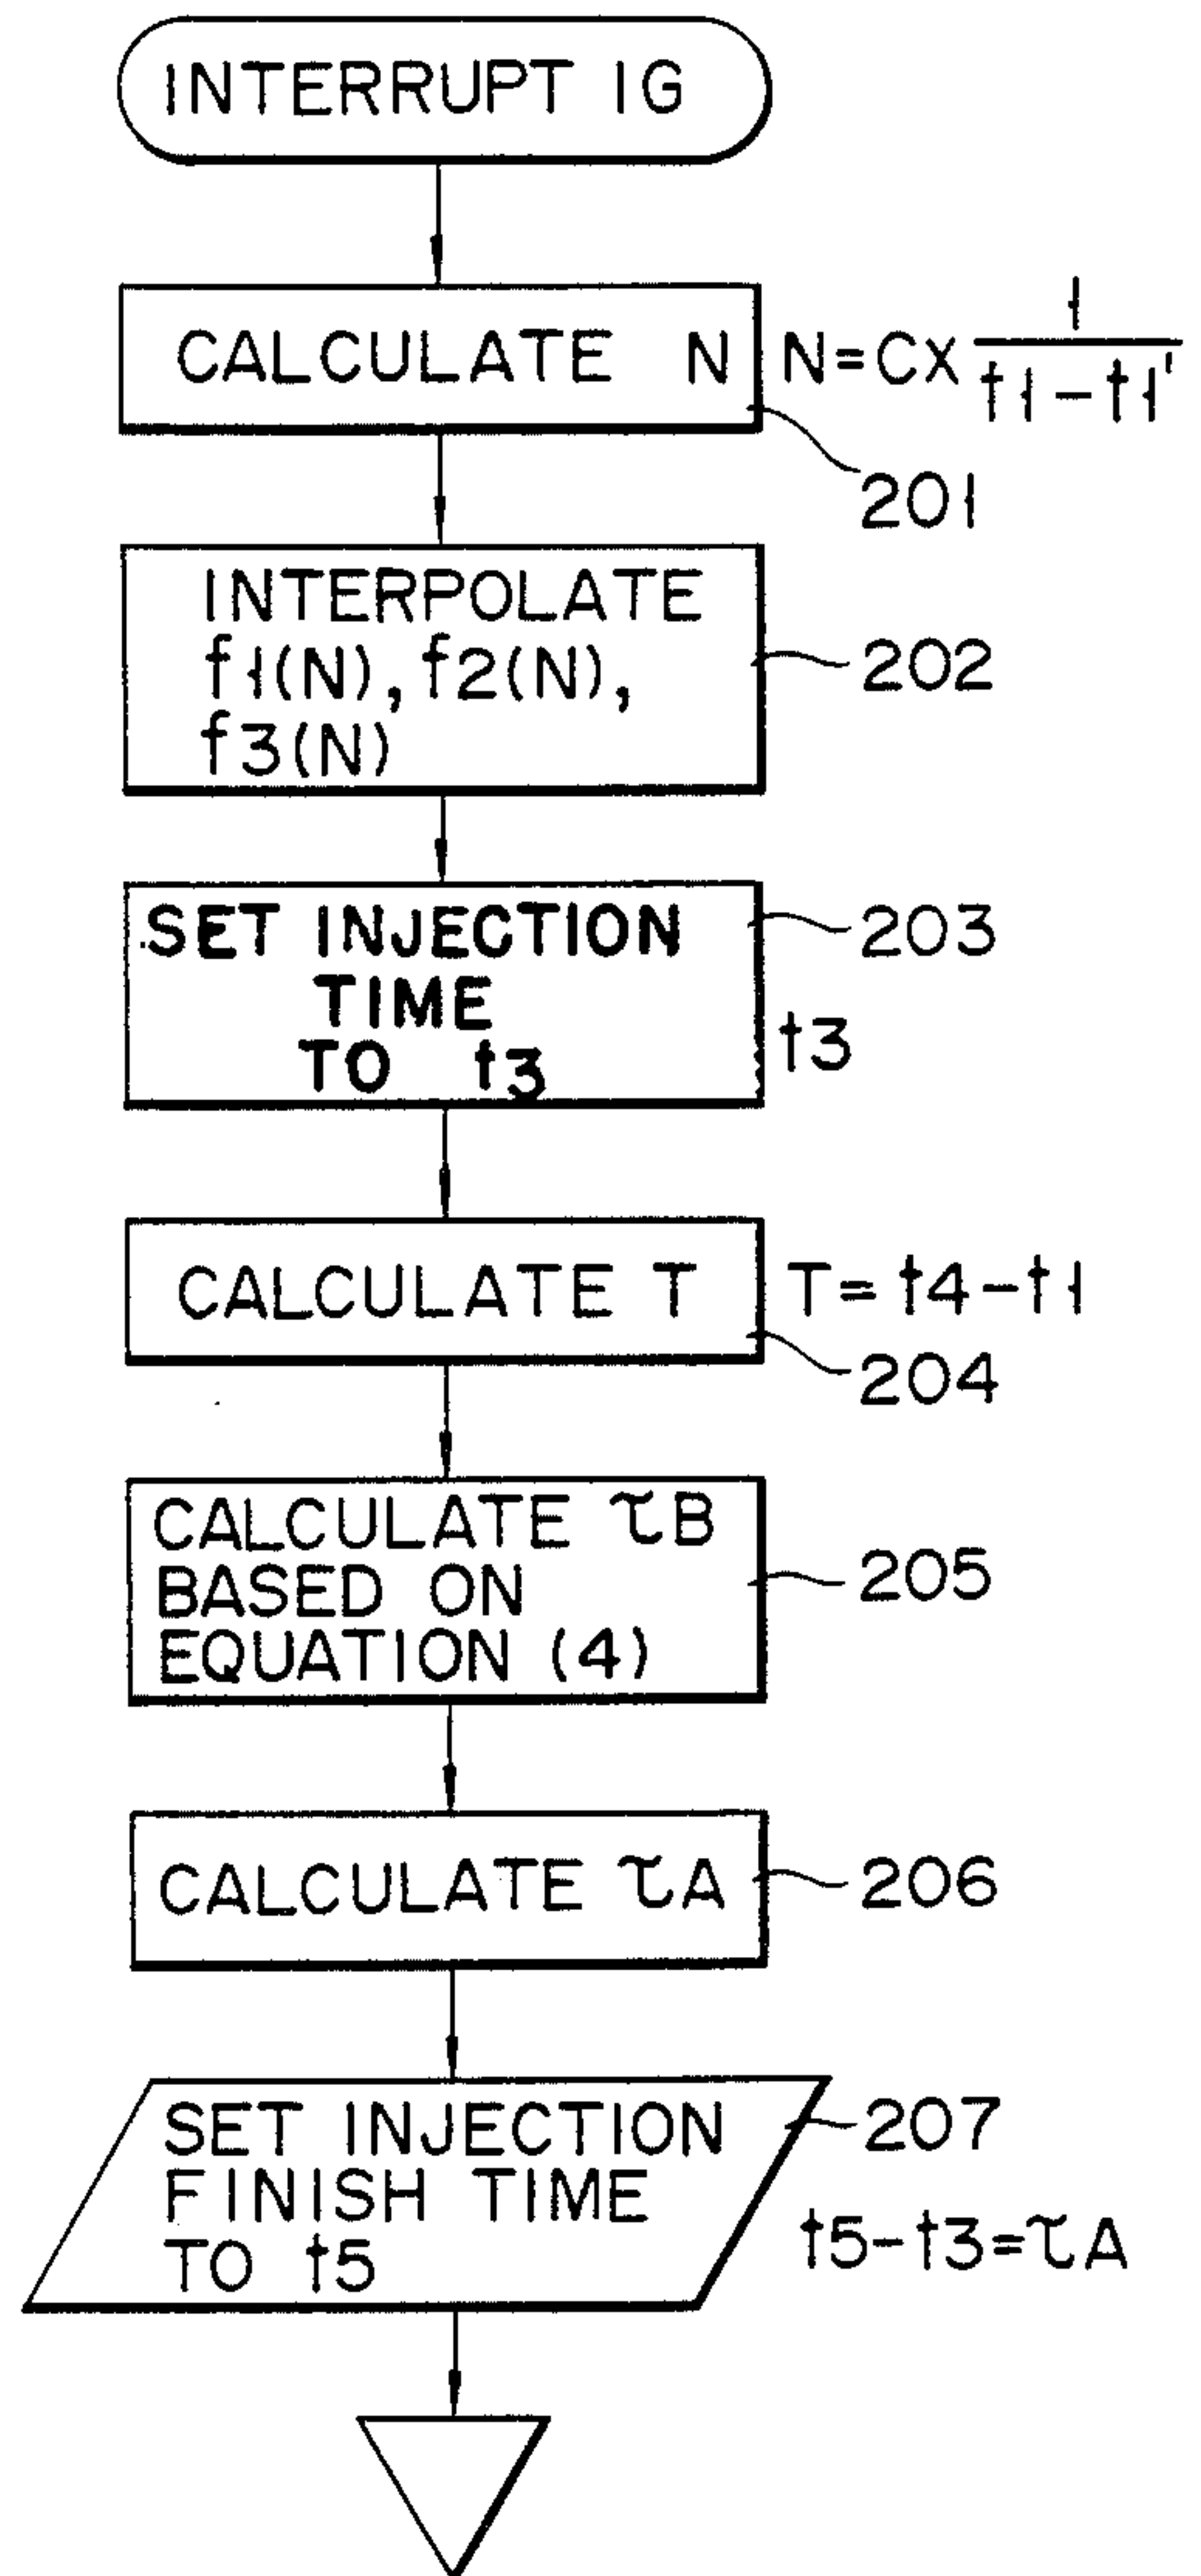 INTERRUPT IG
CALCULATE N
N=C×1/(t1-t1')
201
INTERPOLATE
f1(N), f2(N),
f3(N)
202
SET INJECTION
TIME
TO t3
203
t3
CALCULATE T
T=t4-t1
204
CALCULATE τB
BASED ON
EQUATION (4)
205
CALCULATE τA
206
SET INJECTION
FINISH TIME
TO t5
207
t5-t3=τA